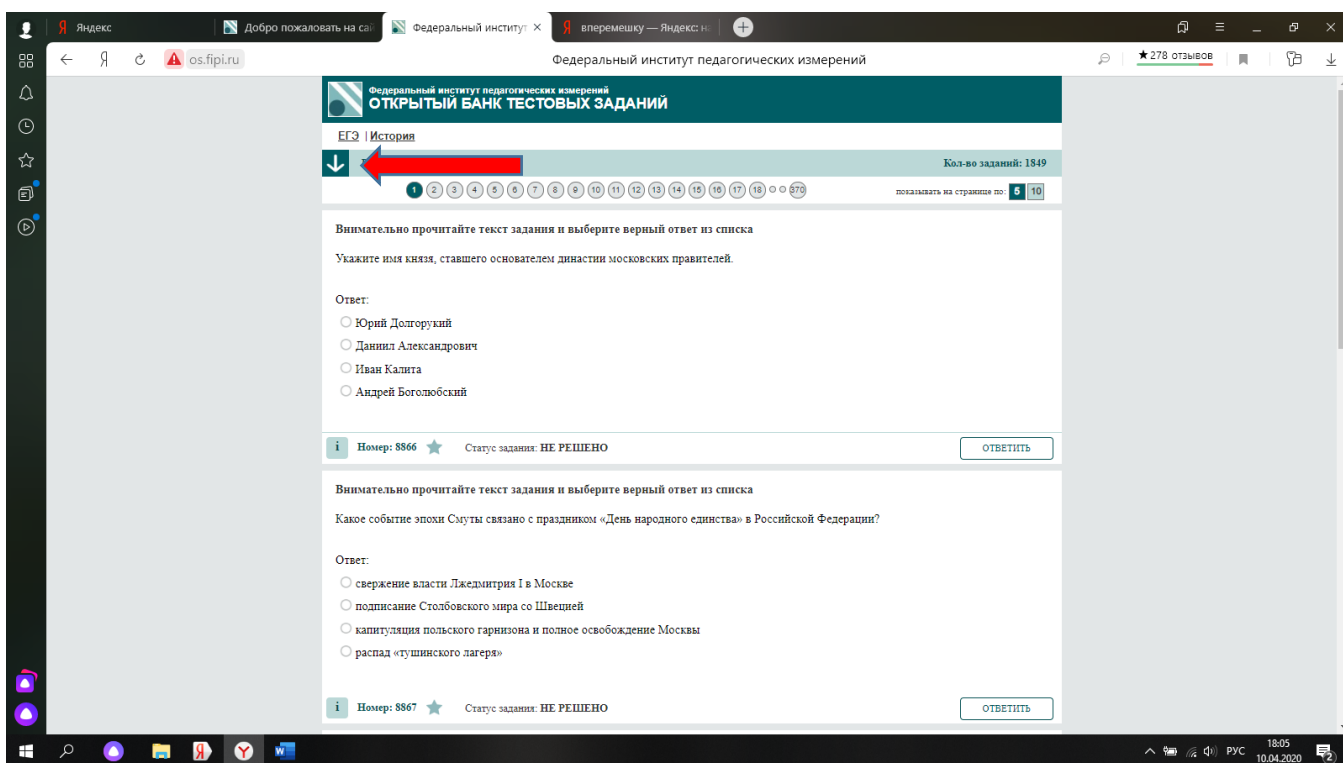 Яндекс
Добро пожаловать на сай
Федеральный институт
вперемешку — Яндекс: н
os.fipi.ru
Федеральный институт педагогических измерений
★278 отзывов
Федеральный институт педагогических измерений
ОТКРЫТЫЙ БАНК ТЕСТОВЫХ ЗАДАНИЙ
ЕГЭ | История
Кол-во заданий: 1849
1 2 3 4 5 6 7 8 9 10 11 12 13 14 15 16 17 18 370
показывать на странице по: 5 10
Внимательно прочитайте текст задания и выберите верный ответ из списка
Укажите имя князя, ставшего основателем династии московских правителей.
Ответ:
Юрий Долгорукий
Даниил Александрович
Иван Калита
Андрей Боголюбский
i Номер: 8866 Статус задания: НЕ РЕШЕНО ОТВЕТИТЬ
Внимательно прочитайте текст задания и выберите верный ответ из списка
Какое событие эпохи Смуты связано с праздником «День народного единства» в Российской Федерации?
Ответ:
свержение власти Лжедмитрия I в Москве
подписание Столбовского мира со Швецией
капитуляция польского гарнизона и полное освобождение Москвы
распад «тушинского лагеря»
i Номер: 8867 Статус задания: НЕ РЕШЕНО ОТВЕТИТЬ
РУС
18:05
10.04.2020